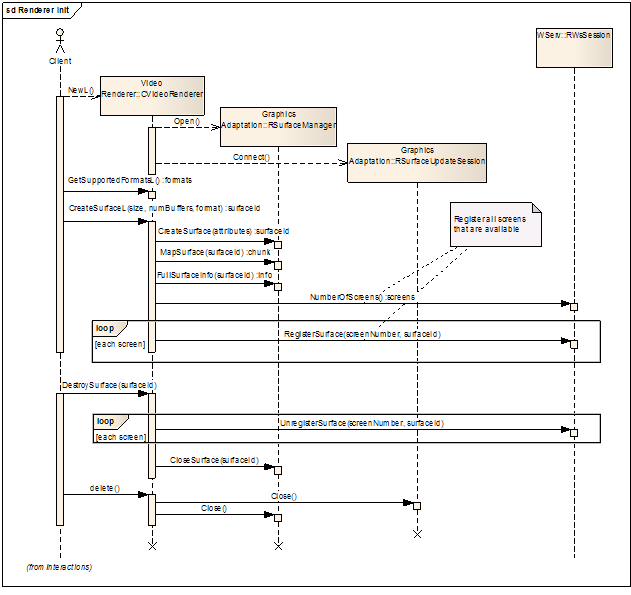 sd Renderer Init
Client
WServ::RWsSession
Video
Renderer::CVideoRenderer
NewL()
Graphics
Adaptation::RSurfaceManager
Open()
Graphics
Adaptation::RSurfaceUpdateSession
Connect()
GetSupportedFormatsL() :formats
CreateSurfaceL(size, numBuffers, format) :surfaceId
Register all screens
that are available
CreateSurface(attributes) :surfaceId
MapSurface(surfaceId) :chunk
FullSurfaceInfo(surfaceId) :info
NumberOfScreens() :screens
loop
RegisterSurface(screenNumber, surfaceId)
[each screen]
DestroySurface(surfaceId)
loop
UnregisterSurface(screenNumber, surfaceId)
[each screen]
CloseSurface(surfaceId)
delete()
Close()
Close()
(from Interactions)